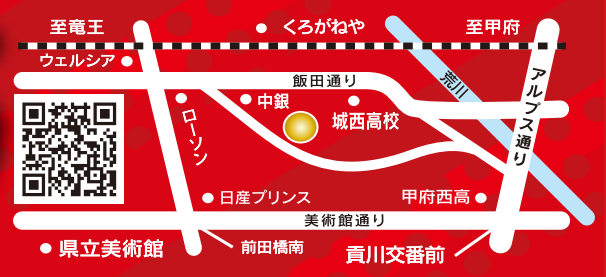 至竜王
くろがねや
至甲府
ウェルシア
飯田通り
荒川
アルプス通り
中銀
城西高校
ローソン
日産プリンス
甲府西高
美術館通り
県立美術館
前田橋南
貢川交番前